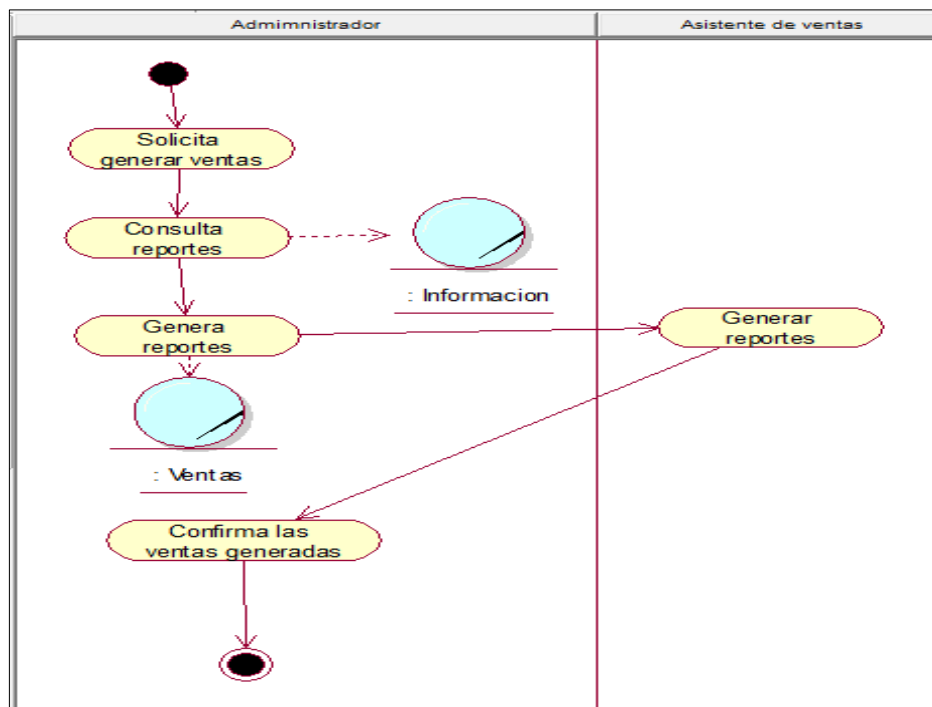 Admimnistrador
Asistente de ventas
Solicita
generar ventas
Consulta
reportes
: Informacion
Genera
reportes
Generar
reportes
: Ventas
Confirma las
ventas generadas